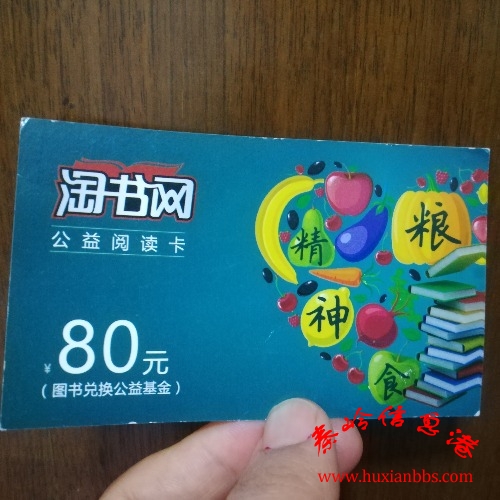 淘书网
公益阅读卡
¥80元
(图书兑换公益基金)
精
粮
神
食
秦岭信息港
www.huxianbbs.com